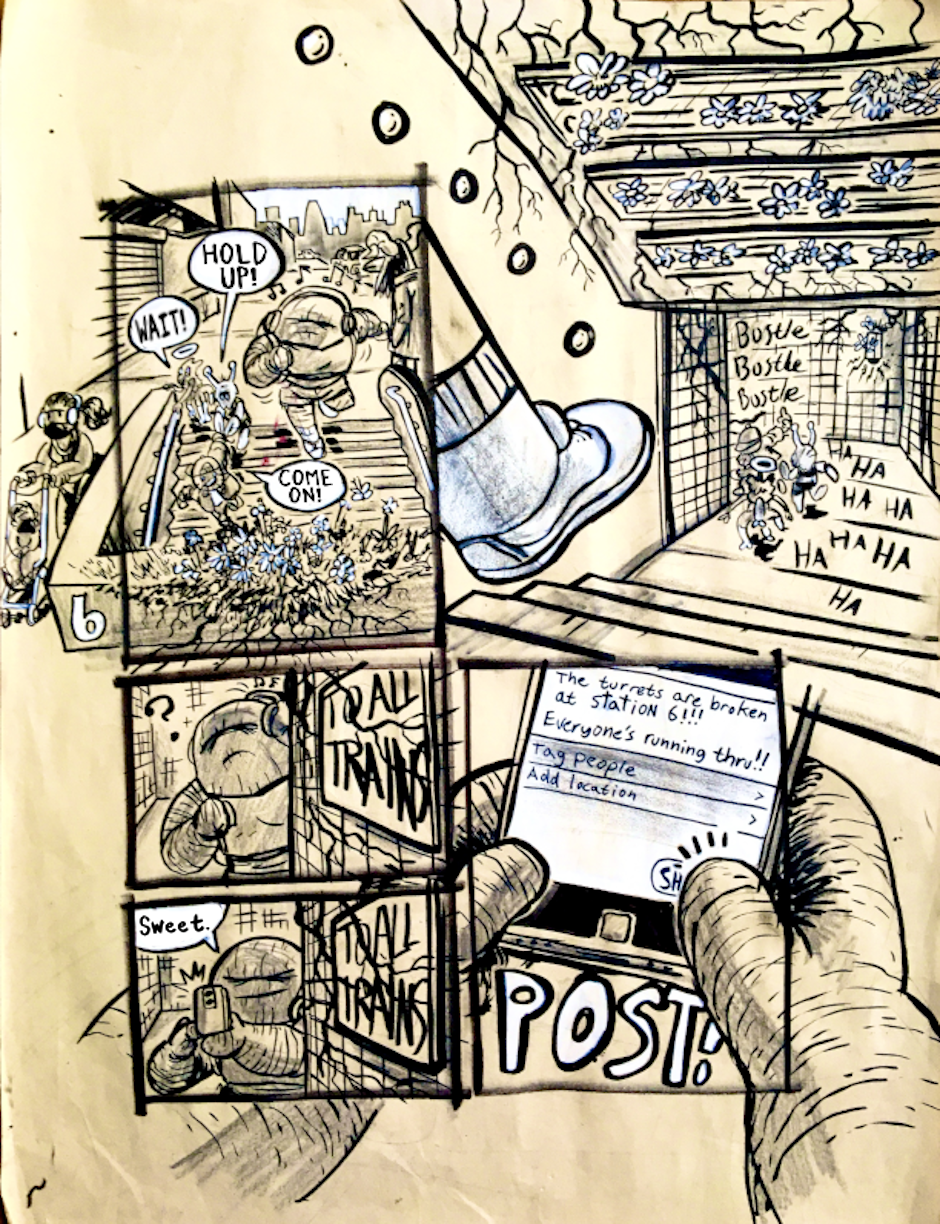 HOLD
UP!
WAIT!
COME
ON!
6
Bustle
Bustle
Bustle
HA
HA
HA HA
HA HA HA
HA
?
TO ALL
TRAINS
The turrets are broken
at station 6!!!
Everyone's running thru!!
Tag people
>
Add location
>
SH
Sweet.
TO ALL
TRAINS
POST!